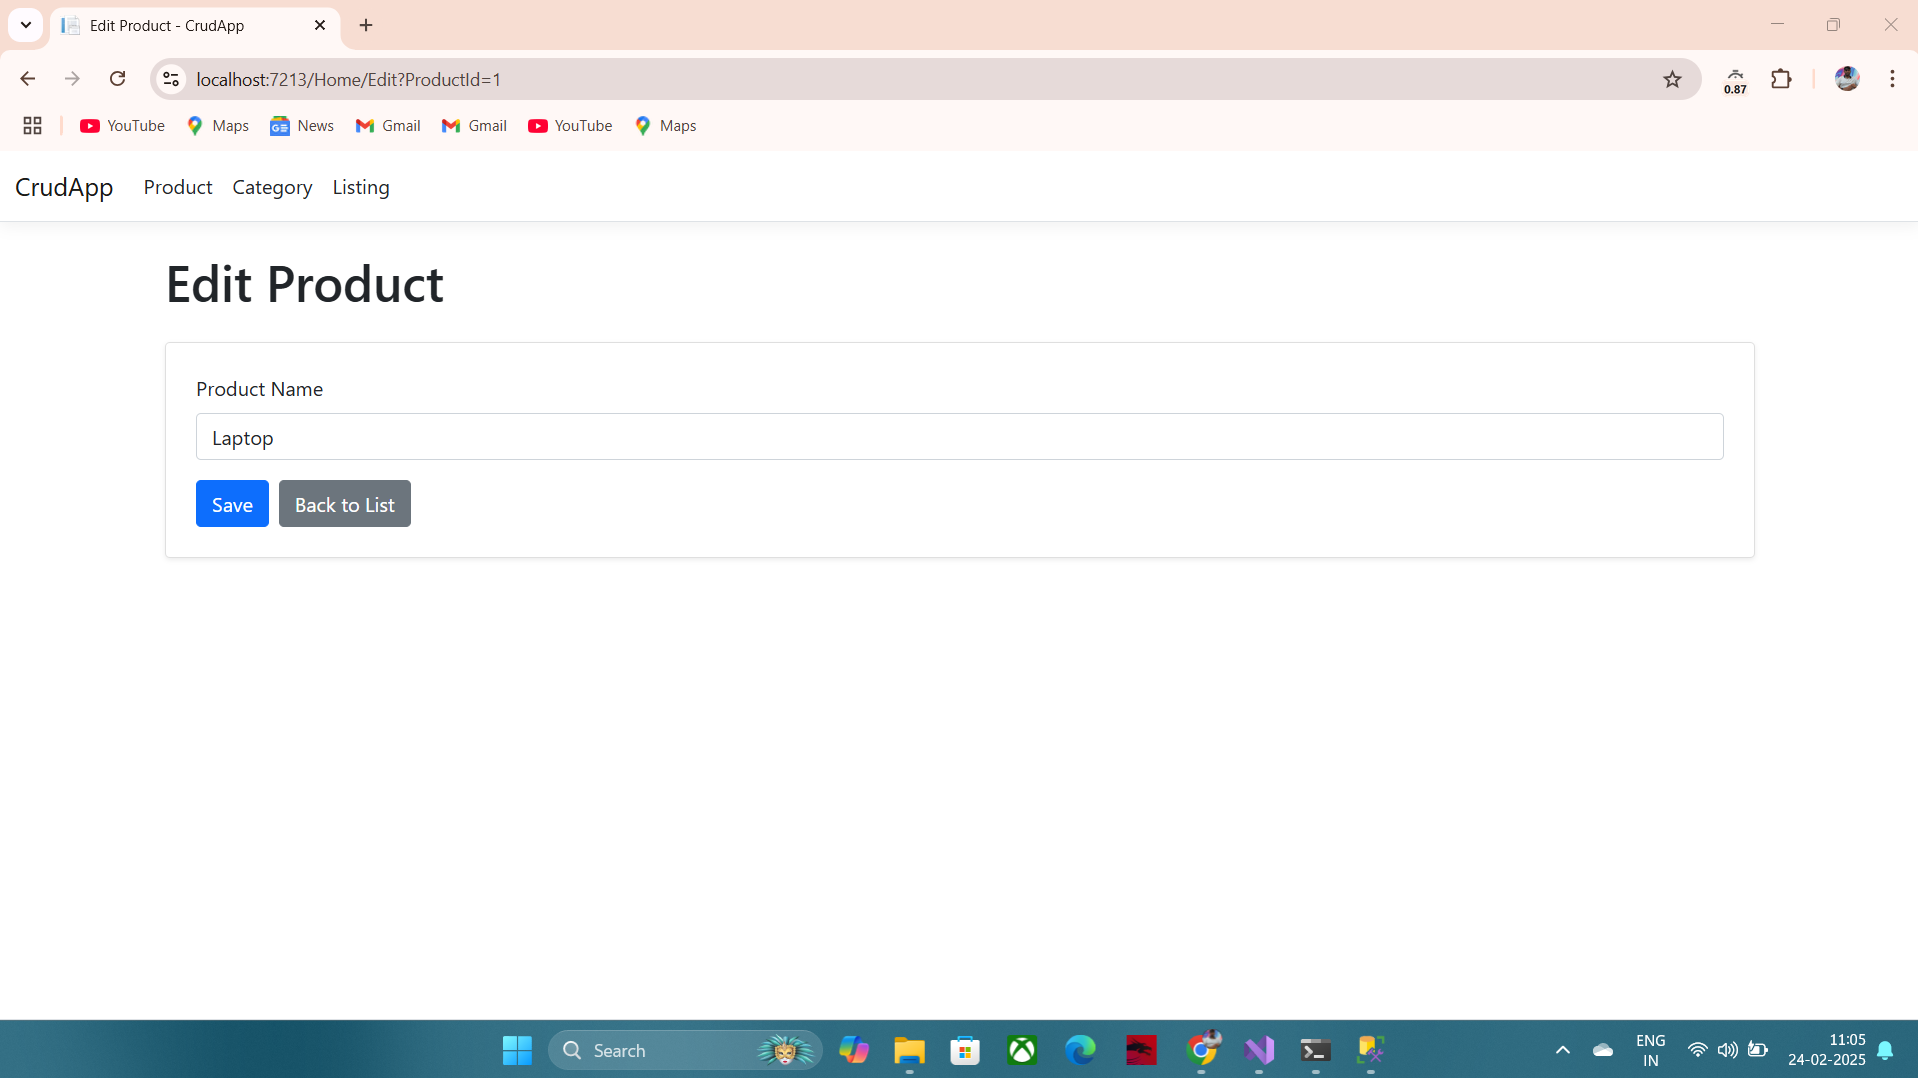 Edit Product - CrudApp
localhost:7213/Home/Edit?ProductId=1
0.87
YouTube Maps News Gmail Gmail YouTube Maps
CrudApp Product Category Listing
Edit Product
Product Name
Laptop
Save Back to List
Search
ENG
IN
11:05
24-02-2025